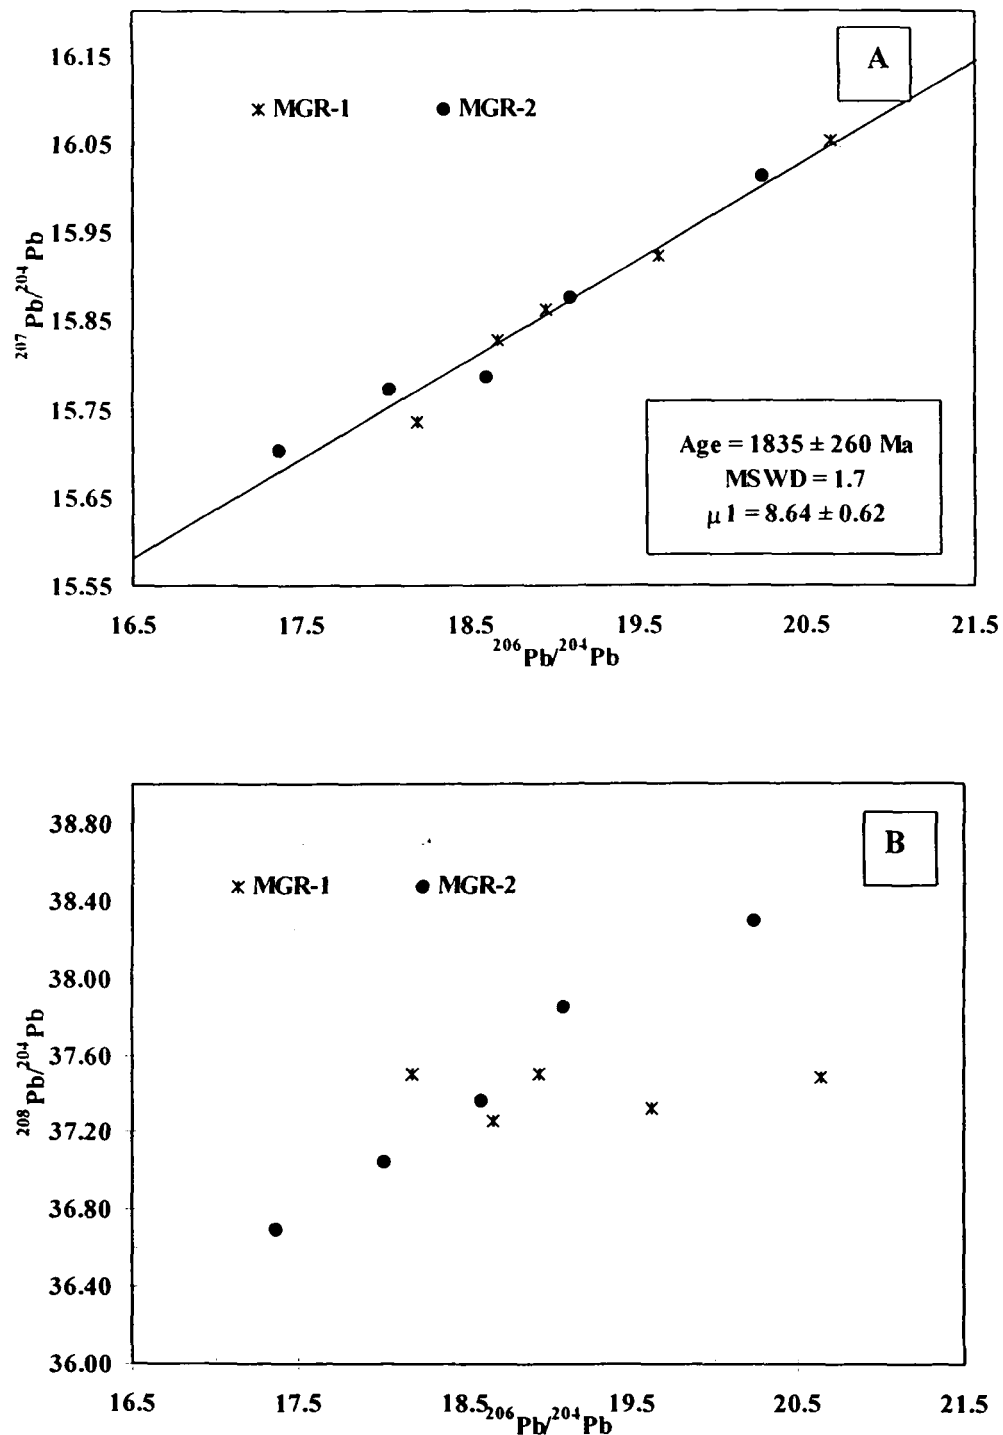 A
16.15
MGR-1 MGR-2
16.05
15.95
15.85
15.75
15.65
15.55
207Pb/204Pb
Age = 1835 ± 260 Ma
MSWD = 1.7
μ1 = 8.64 ± 0.62
16.5 17.5 18.5 19.5 20.5 21.5
206Pb/204Pb
B
38.80
MGR-1 MGR-2
38.40
38.00
37.60
37.20
36.80
36.40
36.00
208Pb/204Pb
16.5 17.5 18.5 19.5 20.5 21.5
206Pb/204Pb